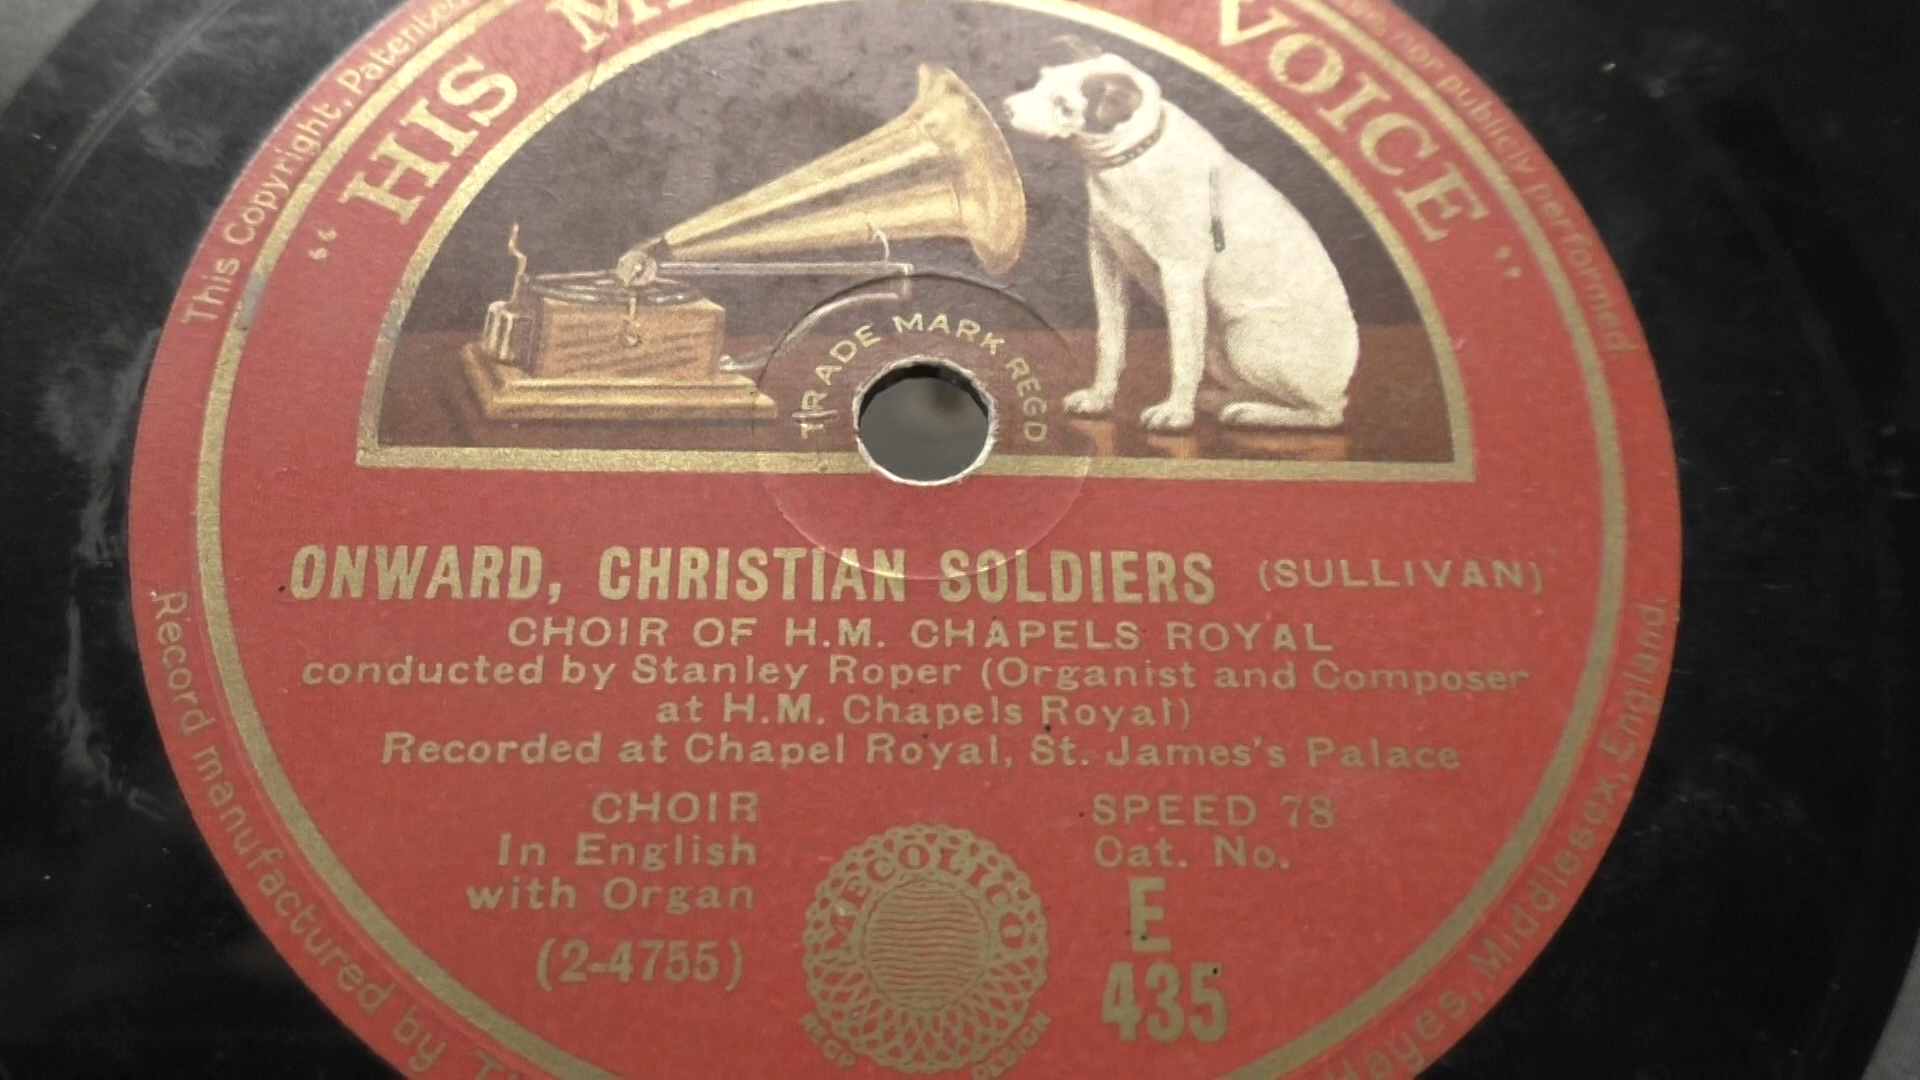 This Copyright, Patented
“HIS
VOICE”
nor publicly performed.
TRADE MARK REGD
ONWARD, CHRISTIAN SOLDIERS (SULLIVAN)
CHOIR OF H.M. CHAPELS ROYAL
conducted by Stanley Roper (Organist and Composer
at H.M. Chapels Royal)
Recorded at Chapel Royal, St. James's Palace
CHOIR
In English
with Organ
(2-4755)
SPEED 78
Cat. No.
E
435
REGD DESIGN
Record manufactured by
Hayes, Middlesex, England.